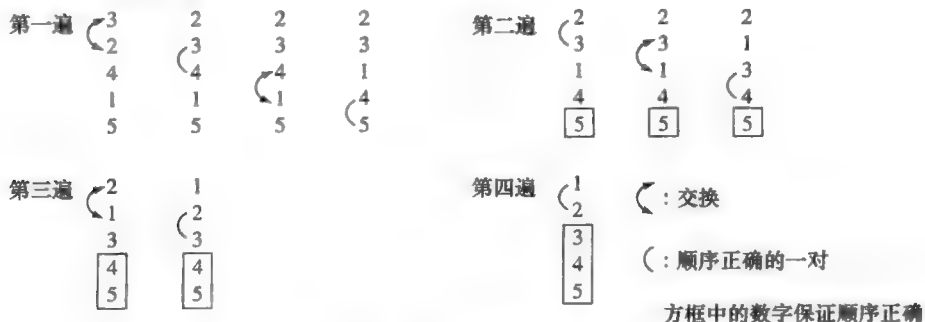 第一遍 3 2 2 2
2 3 3 3
4 4 4 1
1 1 1 4
5 5 5 5
第二遍 2 2 2
3 3 1
1 1 3
4 4 4
5 5 5
第三遍 2 1
1 2
3 3
4 4
5 5
第四遍 1
2
3
4
5
：交换
：顺序正确的一对
方框中的数字保证顺序正确